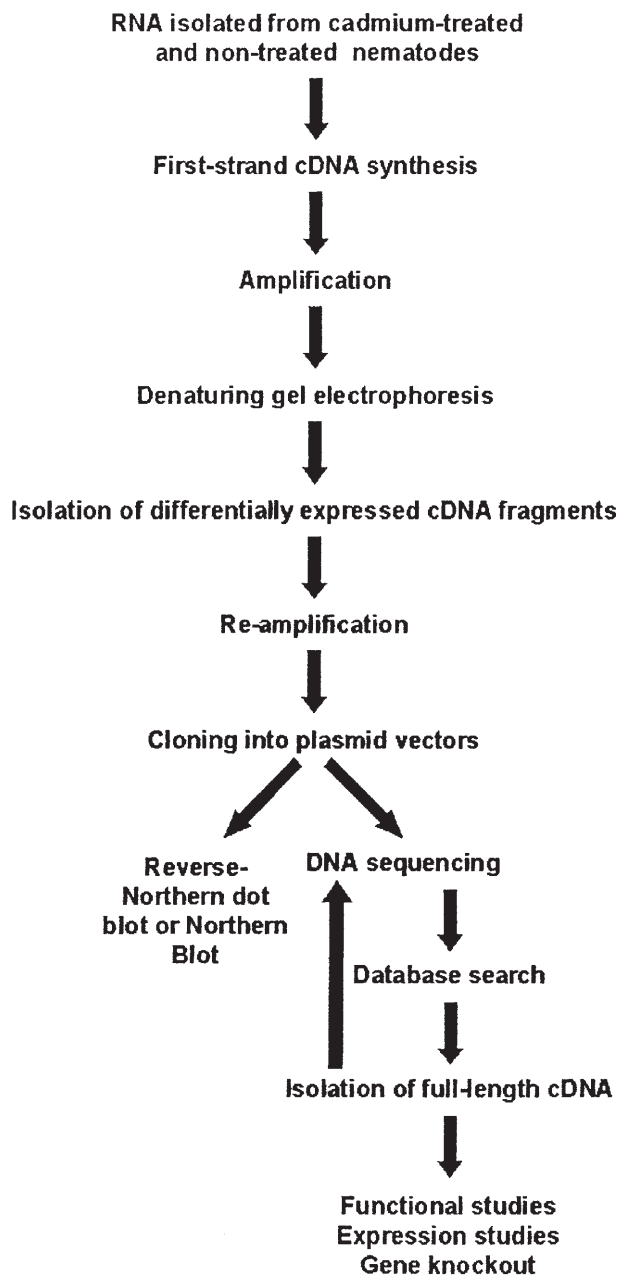 RNA isolated from cadmium-treated
and non-treated nematodes
First-strand cDNA synthesis
Amplification
Denaturing gel electrophoresis
Isolation of differentially expressed cDNA fragments
Re-amplification
Cloning into plasmid vectors
Reverse-
Northern dot
blot or Northern
Blot
DNA sequencing
Database search
Isolation of full-length cDNA
Functional studies
Expression studies
Gene knockout